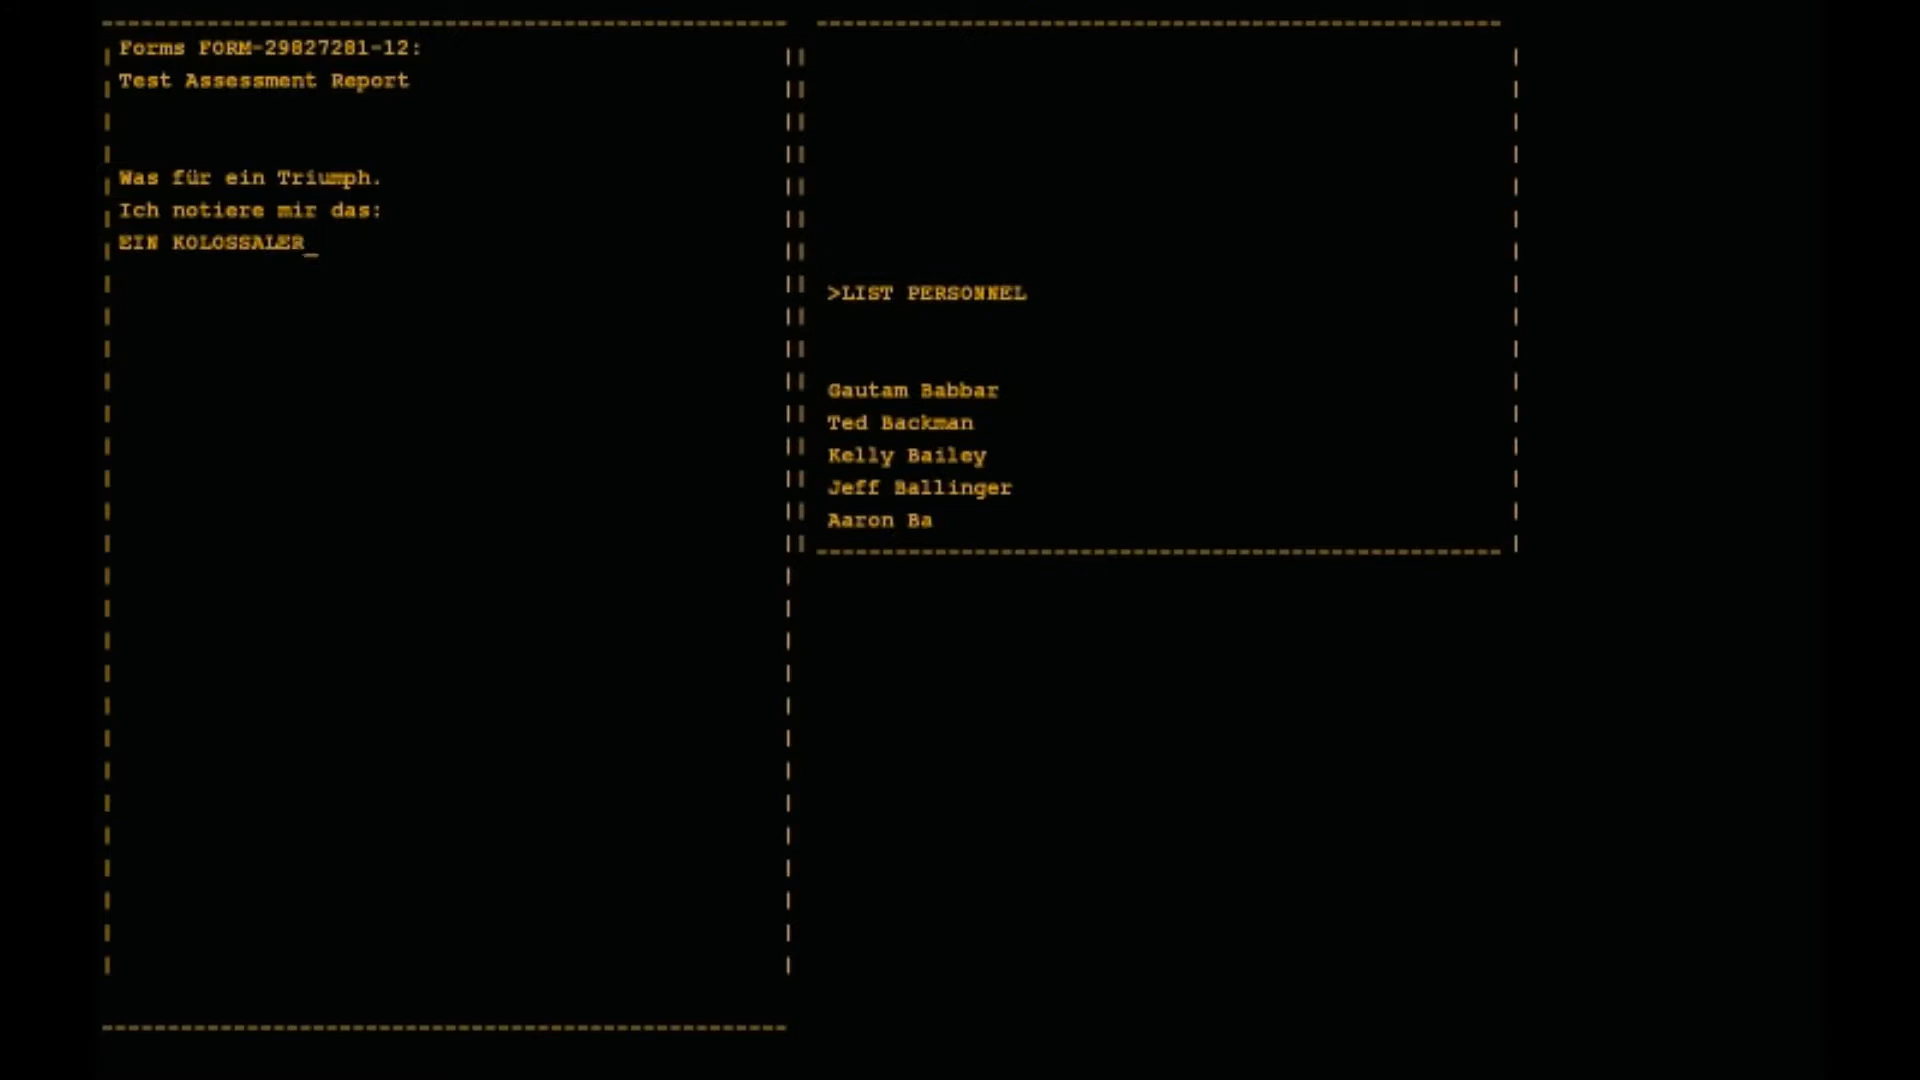 Forms FORM-29827281-12:
Test Assessment Report
Was für ein Triumph.
Ich notiere mir das:
EIN KOLOSSALER_
>LIST PERSONNEL
Gautam Babbar
Ted Backman
Kelly Bailey
Jeff Ballinger
Aaron Ba